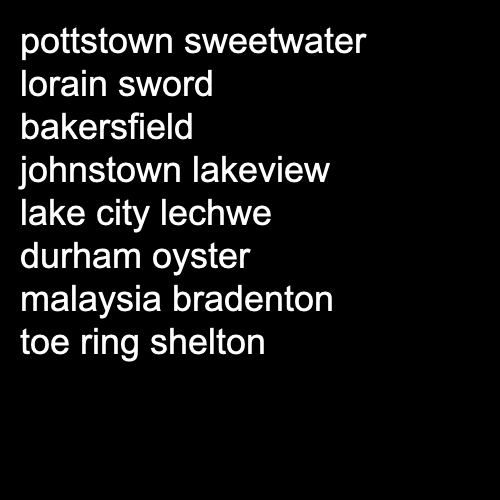 pottstown sweetwater
lorain sword
bakersfield
johnstown lakeview
lake city lechwe
durham oyster
malaysia bradenton
toe ring shelton